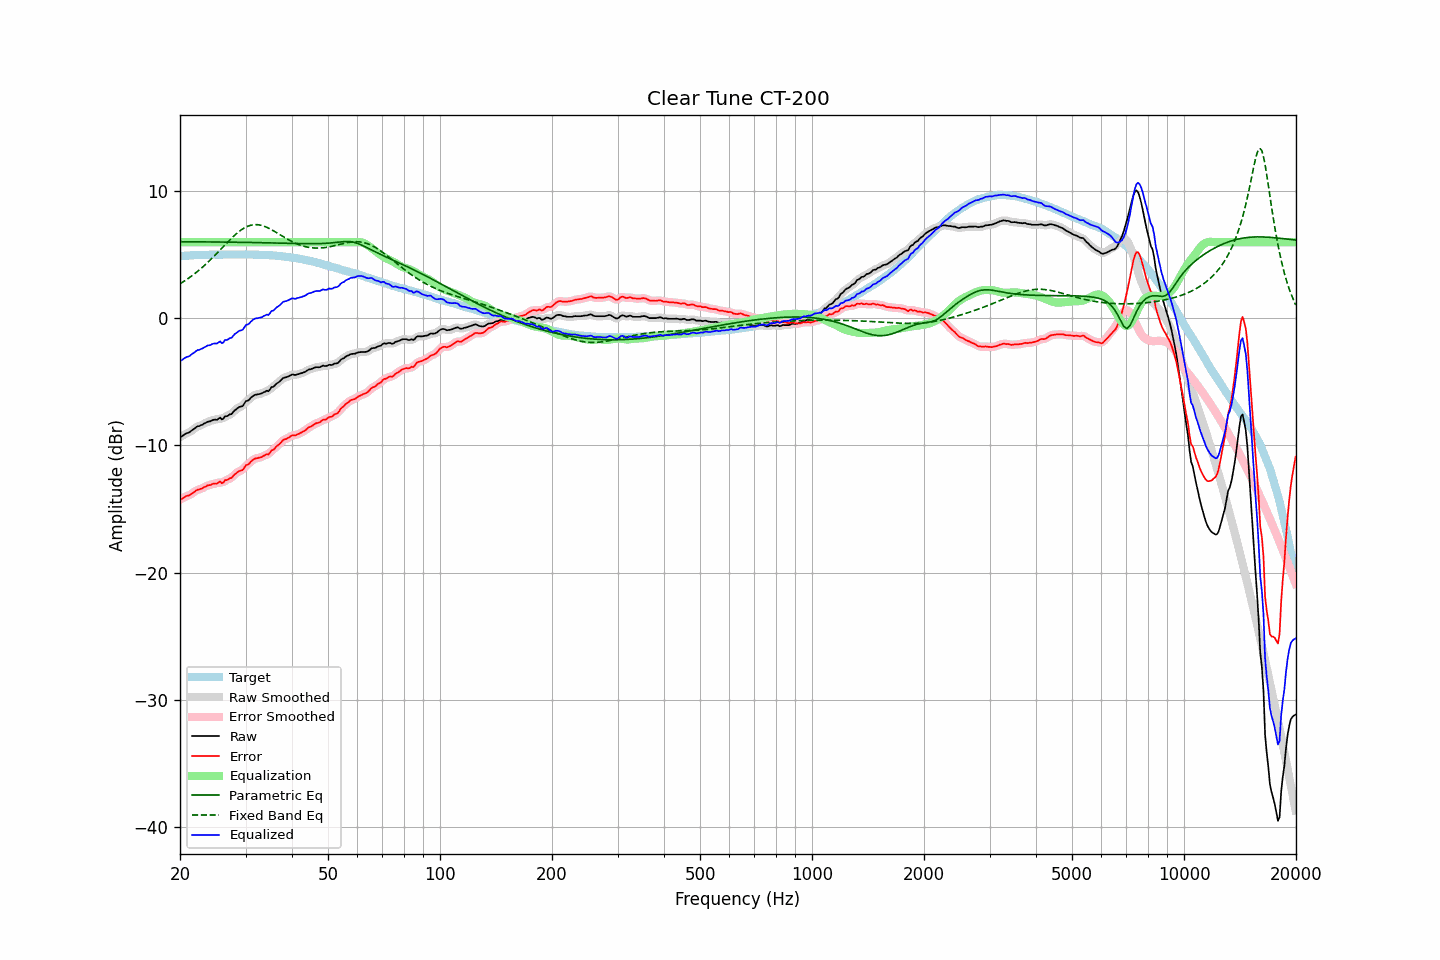 Clear Tune CT-200
Amplitude (dBr)
10
0
−10
−20
−30
−40
Target
Raw Smoothed
Error Smoothed
Raw
Error
Equalization
Parametric Eq
Fixed Band Eq
Equalized
20 50 100 200 500 1000 2000 5000 10000 20000
Frequency (Hz)